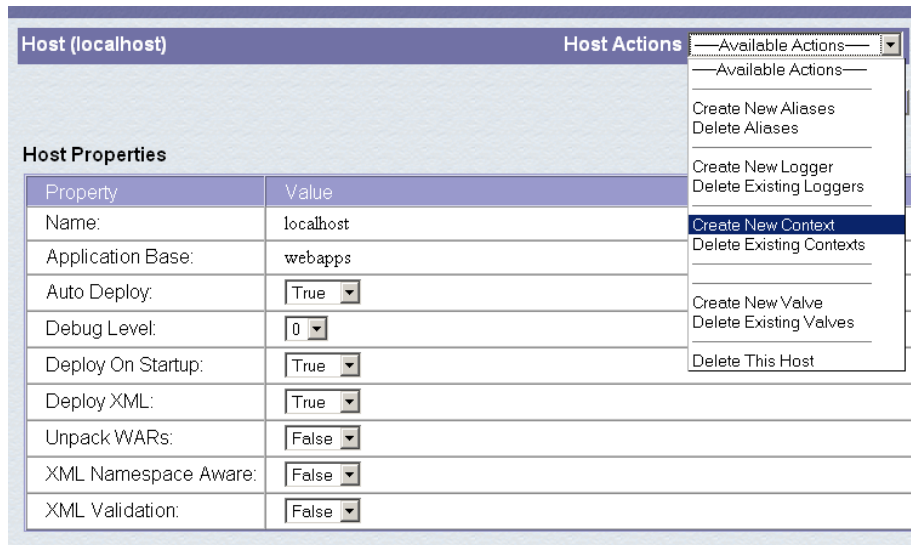 Host (localhost)
Host Actions
——Available Actions——
——Available Actions——
Create New Aliases
Delete Aliases
Create New Logger
Delete Existing Loggers
Create New Context
Delete Existing Contexts
Create New Valve
Delete Existing Valves
Delete This Host
Host Properties
Property Value
Name: localhost
Application Base: webapps
Auto Deploy: True
Debug Level: 0
Deploy On Startup: True
Deploy XML: True
Unpack WARs: False
XML Namespace Aware: False
XML Validation: False